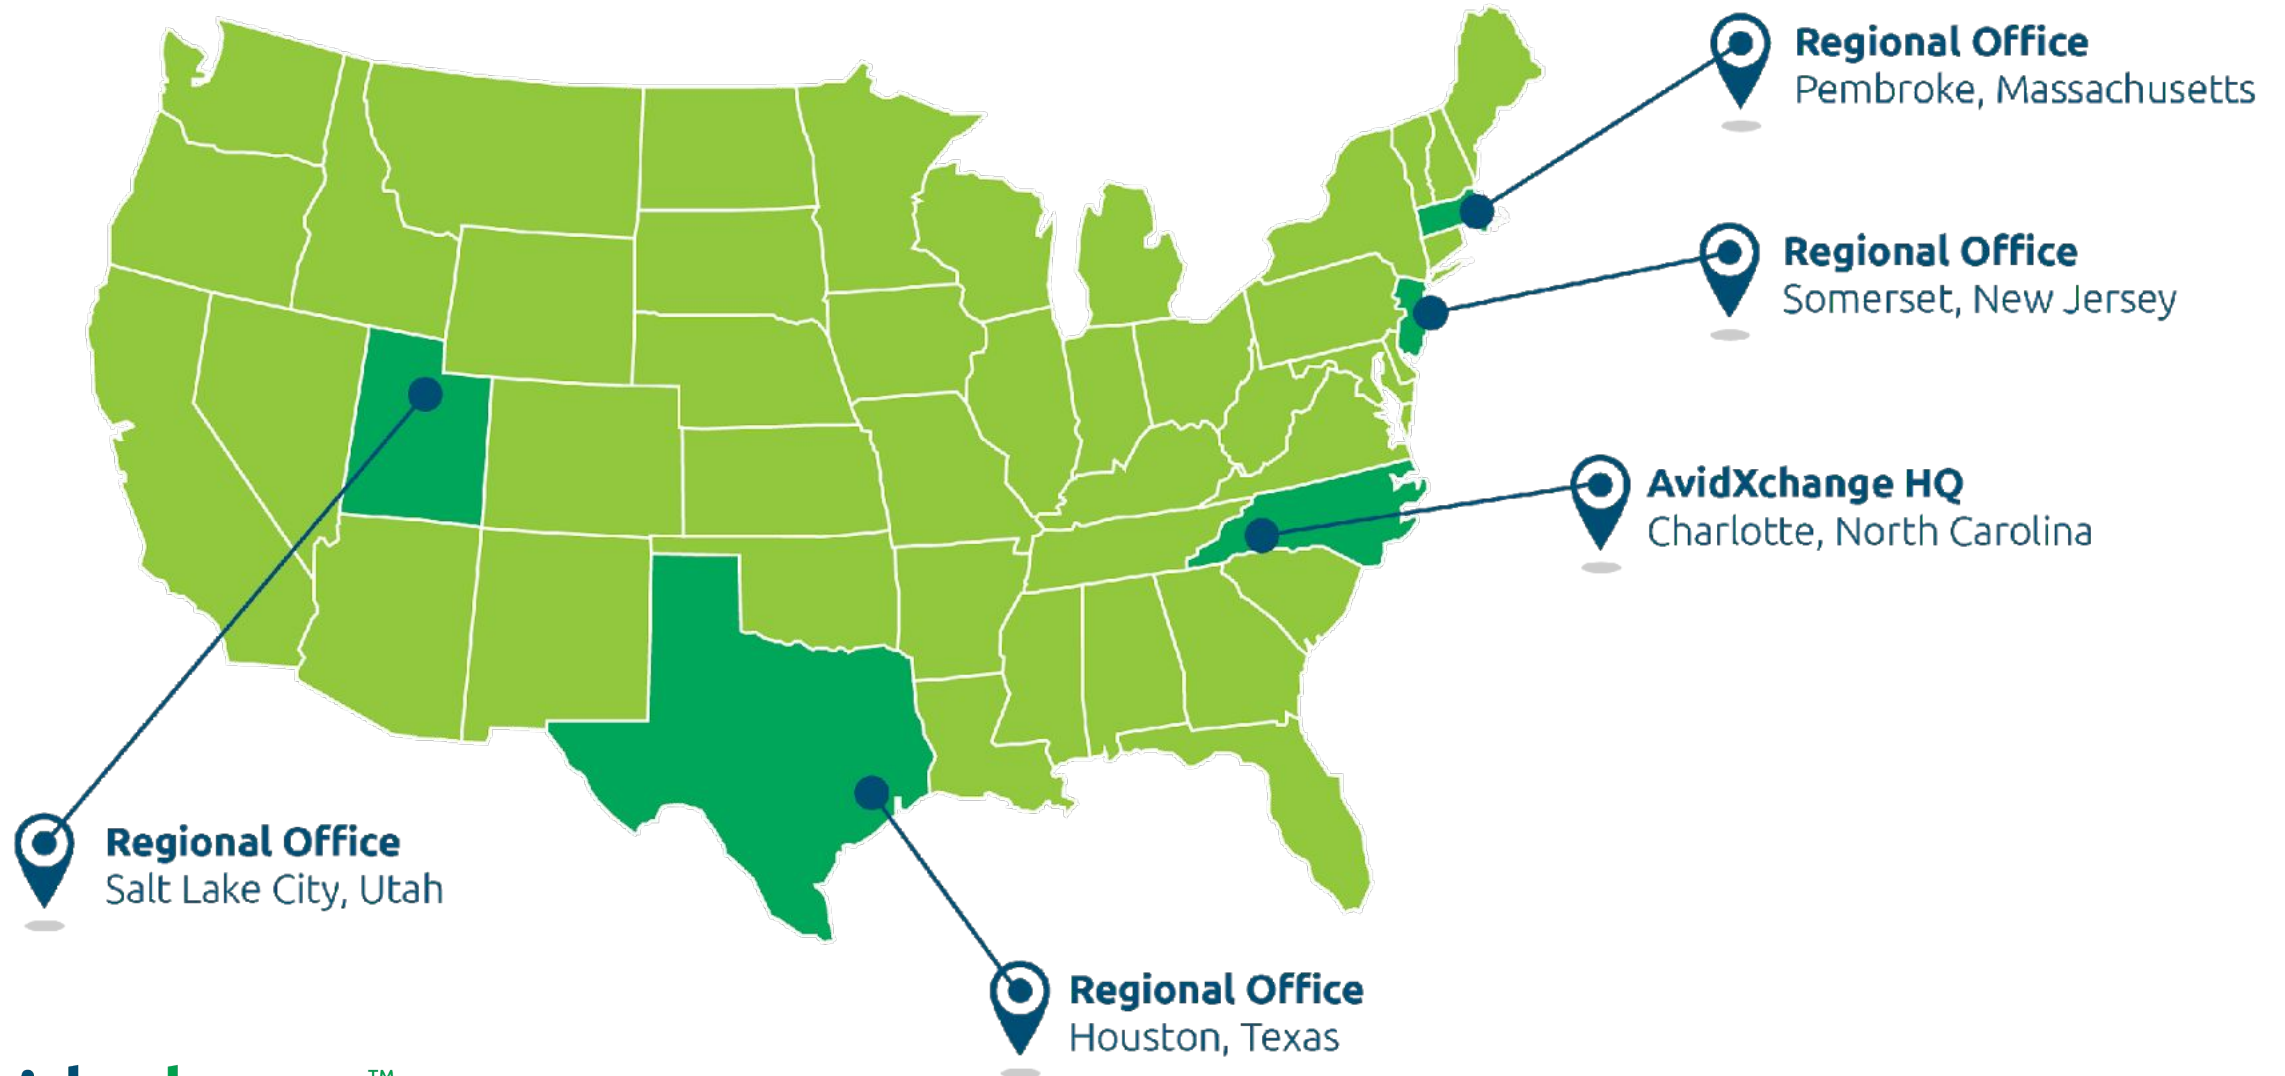 Regional Office
Pembroke, Massachusetts
Regional Office
Somerset, New Jersey
AvidXchange HQ
Charlotte, North Carolina
Regional Office
Salt Lake City, Utah
Regional Office
Houston, Texas
™